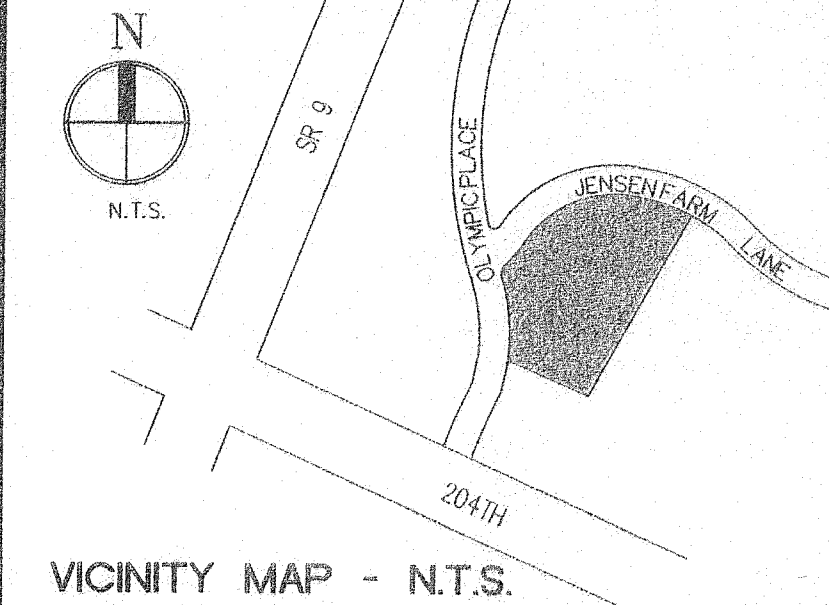 N
N.T.S.
SR 9
OLYMPIC PLACE
JENSEN FARM LANE
204TH
VICINITY MAP - N.T.S.